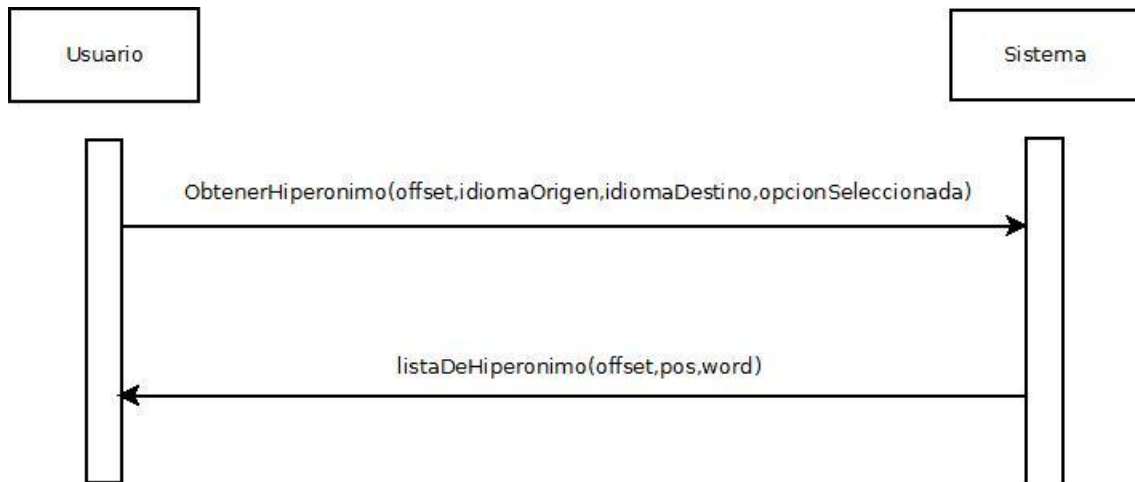 Usuario
Sistema
ObtenerHiperonimo(offset,idiomaOrigen,idiomaDestino,opcionSeleccionada)
listaDeHiperonimo(offset,pos,word)